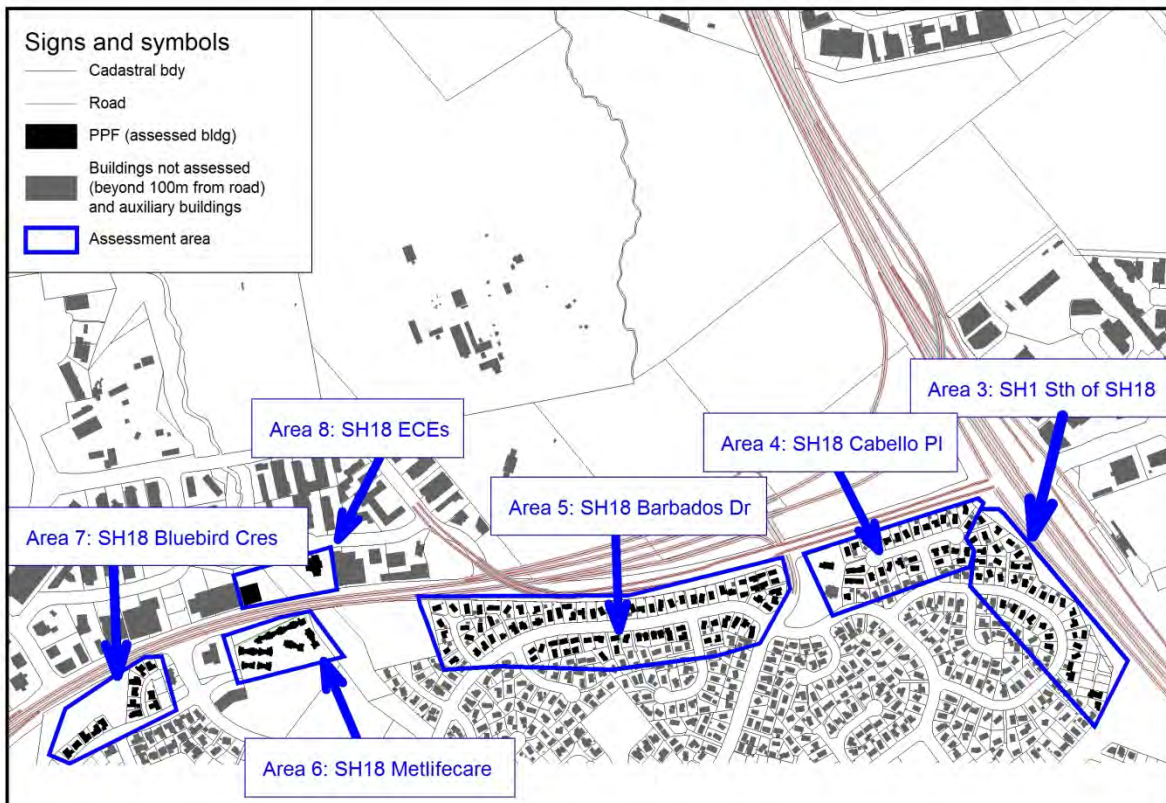 Signs and symbols
Cadastral bdy
Road
PPF (assessed bldg)
Buildings not assessed
(beyond 100m from road)
and auxiliary buildings
Assessment area
Area 3: SH1 Sth of SH18
Area 4: SH18 Cabello Pl
Area 8: SH18 ECEs
Area 5: SH18 Barbados Dr
Area 7: SH18 Bluebird Cres
Area 6: SH18 Metlifecare